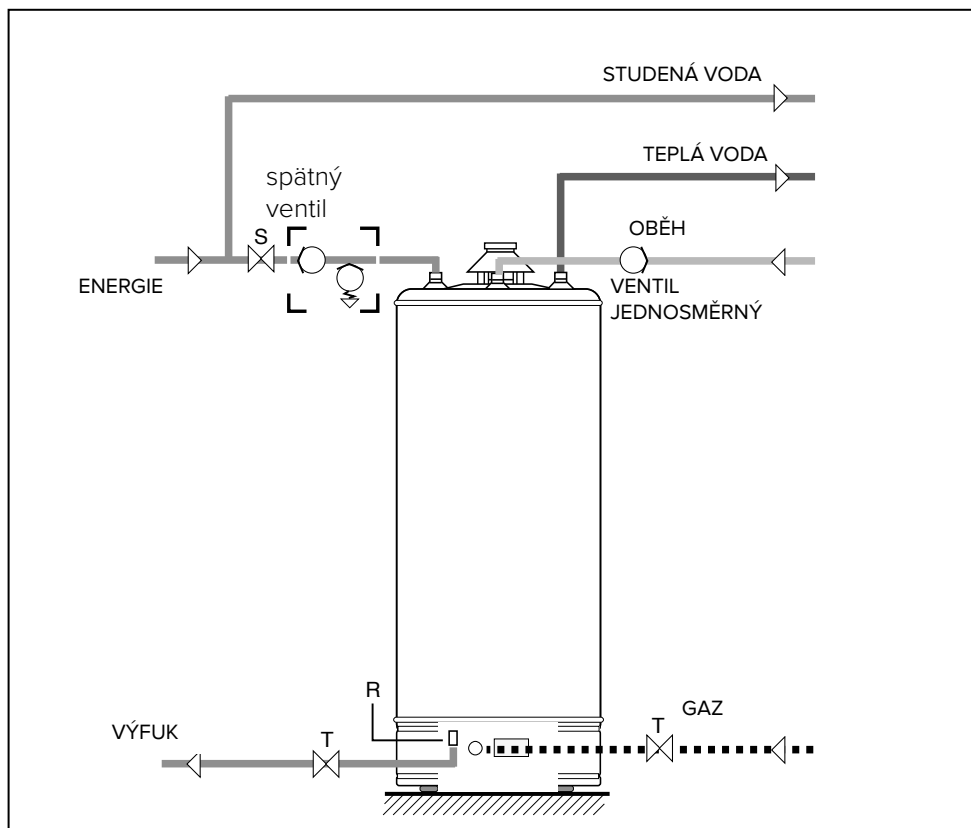 STUDENÁ VODA
TEPLÁ VODA
spätný
ventil
S
OBĚH
ENERGIE
VENTIL
JEDNOSMĚRNÝ
R
GAZ
VÝFUK
T
T